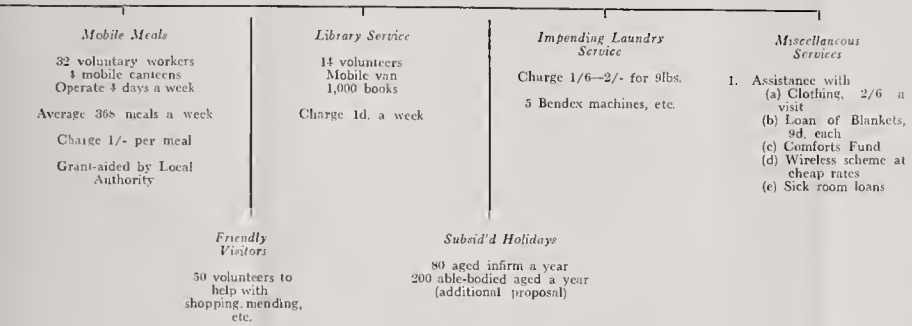 Mobile Meals
32 voluntary workers
4 mobile canteens
Operate 4 days a week
Average 368 meals a week
Charge 1/- per meal
Grant-aided by Local
Authority
Library Service
14 volunteers
Mobile van
1,000 books
Charge 1d. a week
Impending Laundry
Service
Charge 1/6—2/- for 9lbs.
5 Bendex machines, etc.
Miscellaneous
Services
1. Assistance with
(a) Clothing, 2/6 a
visit
(b) Loan of Blankets,
9d. each
(c) Comforts Fund
(d) Wireless scheme at
cheap rates
(e) Sick room loans
Friendly
Visitors
50 volunteers to
help with
shopping, mending,
etc.
Subsid'd Holidays
80 aged infirm a year
200 able-bodied aged a year
(additional proposal)